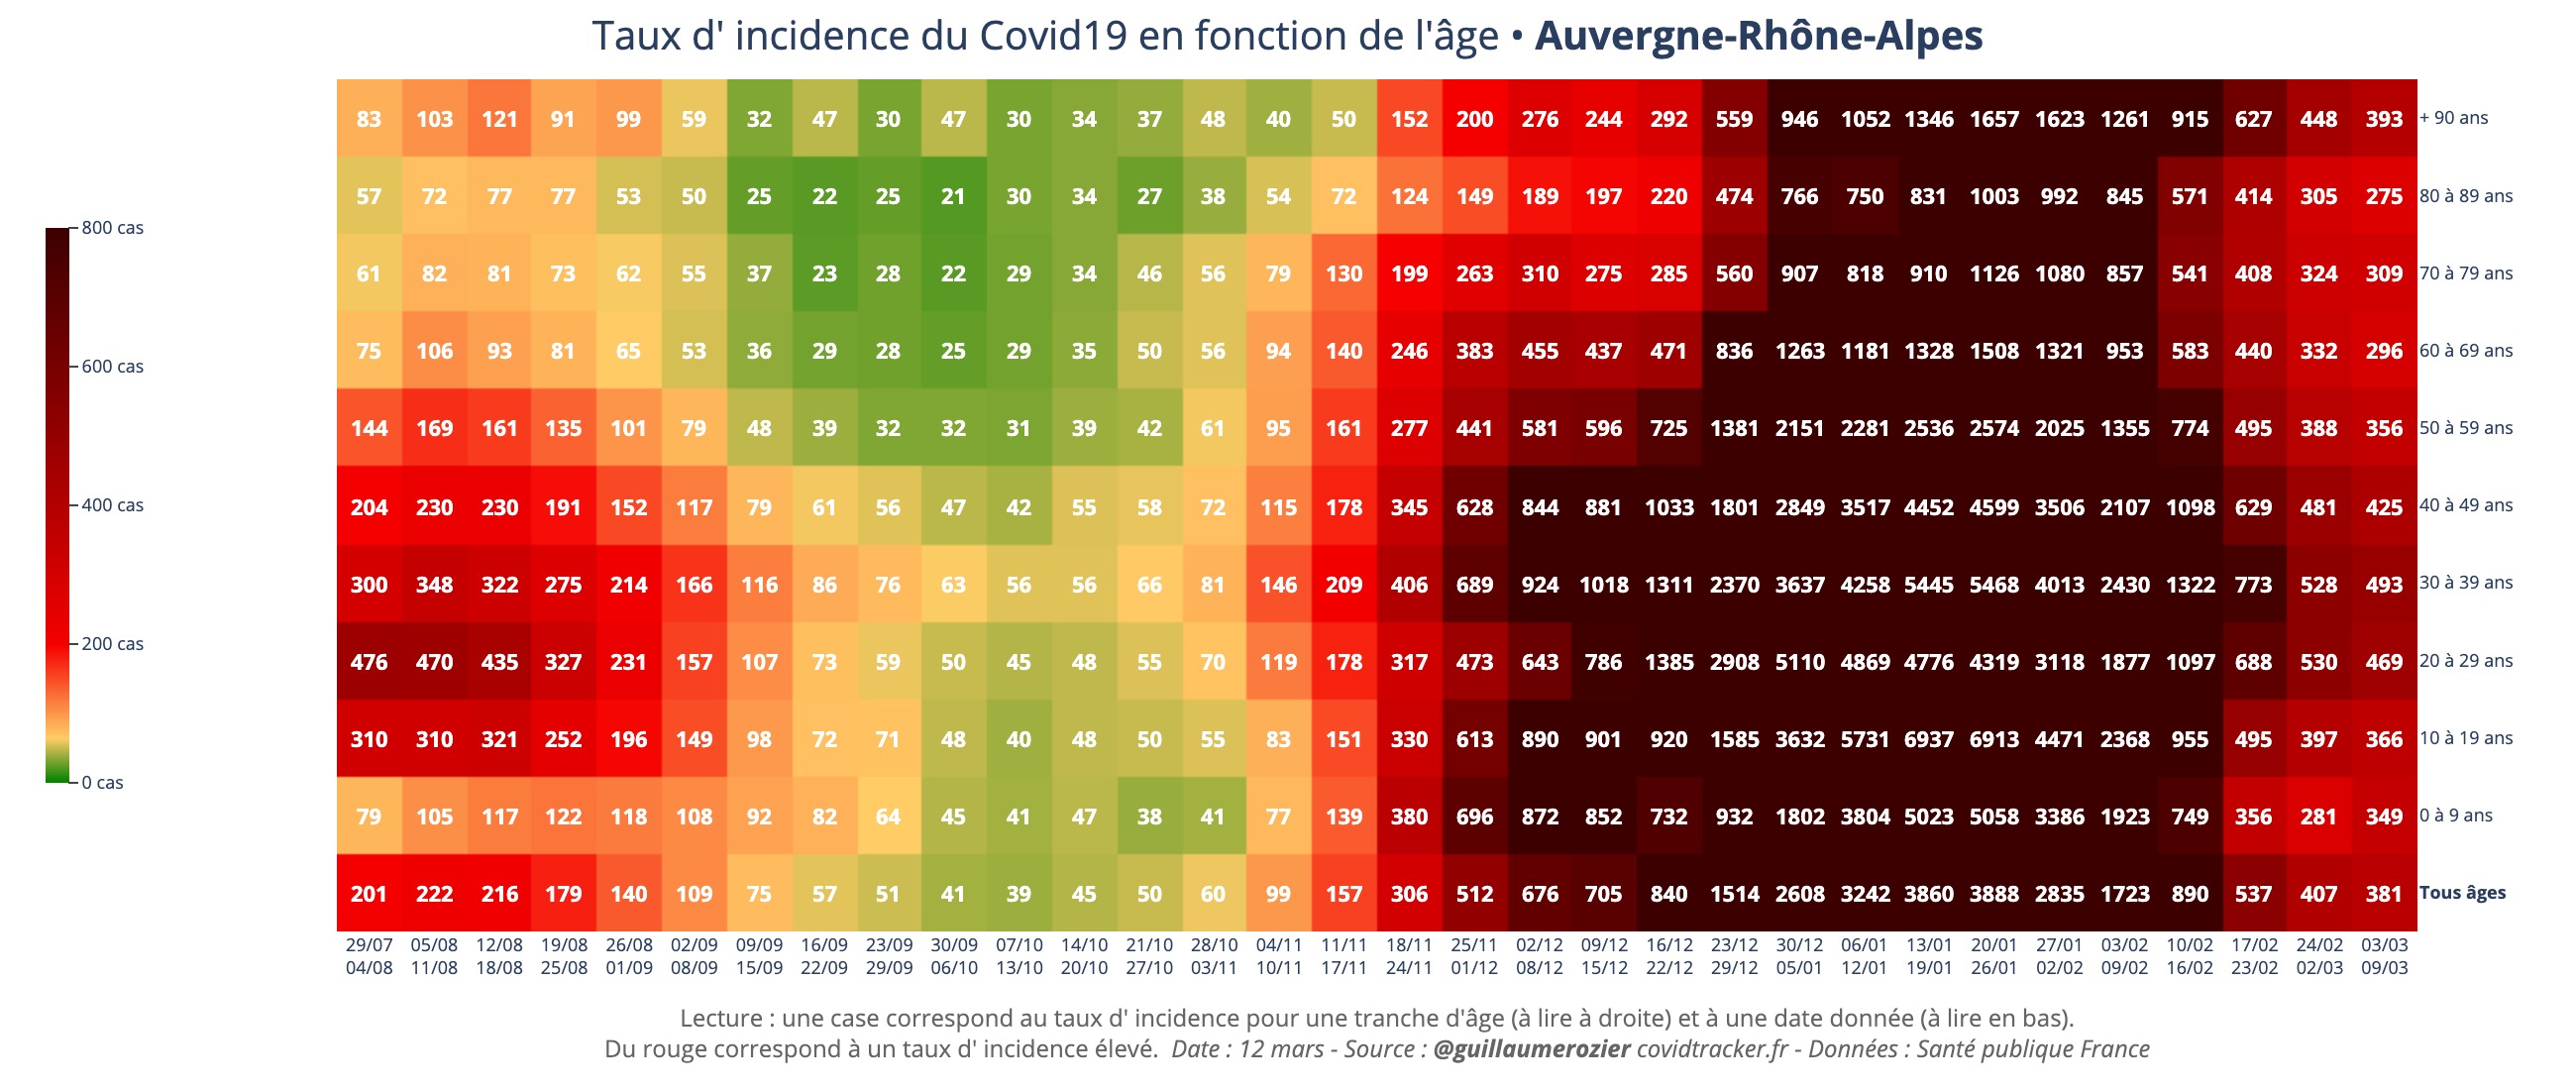 Taux d' incidence du Covid19 en fonction de l'âge • Auvergne-Rhône-Alpes
83 103 121 91 99 59 32 47 30 47 30 34 37 48 40 50 152 200 276 244 292 559 946 1052 1346 1657 1623 1261 915 627 448 393 + 90 ans
57 72 77 77 53 50 25 22 25 21 30 34 27 38 54 72 124 149 189 197 220 474 766 750 831 1003 992 845 571 414 305 275 80 à 89 ans
800 cas
61 82 81 73 62 55 37 23 28 22 29 34 46 56 79 130 199 263 310 275 285 560 907 818 910 1126 1080 857 541 408 324 309 70 à 79 ans
75 106 93 81 65 53 36 29 28 25 29 35 50 56 94 140 246 383 455 437 471 836 1263 1181 1328 1508 1321 953 583 440 332 296 60 à 69 ans
600 cas
144 169 161 135 101 79 48 39 32 32 31 39 42 61 95 161 277 441 581 596 725 1381 2151 2281 2536 2574 2025 1355 774 495 388 356 50 à 59 ans
400 cas
204 230 230 191 152 117 79 61 56 47 42 55 58 72 115 178 345 628 844 881 1033 1801 2849 3517 4452 4599 3506 2107 1098 629 481 425 40 à 49 ans
300 348 322 275 214 166 116 86 76 63 56 56 66 81 146 209 406 689 924 1018 1311 2370 3637 4258 5445 5468 4013 2430 1322 773 528 493 30 à 39 ans
200 cas
476 470 435 327 231 157 107 73 59 50 45 48 55 70 119 178 317 473 643 786 1385 2908 5110 4869 4776 4319 3118 1877 1097 688 530 469 20 à 29 ans
310 310 321 252 196 149 98 72 71 48 40 48 50 55 83 151 330 613 890 901 920 1585 3632 5731 6937 6913 4471 2368 955 495 397 366 10 à 19 ans
0 cas
79 105 117 122 118 108 92 82 64 45 41 47 38 41 77 139 380 696 872 852 732 932 1802 3804 5023 5058 3386 1923 749 356 281 349 0 à 9 ans
201 222 216 179 140 109 75 57 51 41 39 45 50 60 99 157 306 512 676 705 840 1514 2608 3242 3860 3888 2835 1723 890 537 407 381 Tous âges
29/07 05/08 12/08 19/08 26/08 02/09 09/09 16/09 23/09 30/09 07/10 14/10 21/10 28/10 04/11 11/11 18/11 25/11 02/12 09/12 16/12 23/12 30/12 06/01 13/01 20/01 27/01 03/02 10/02 17/02 24/02 03/03
04/08 11/08 18/08 25/08 01/09 08/09 15/09 22/09 29/09 06/10 13/10 20/10 27/10 03/11 10/11 17/11 24/11 01/12 08/12 15/12 22/12 29/12 05/01 12/01 19/01 26/01 02/02 09/02 16/02 23/02 02/03 09/03
Lecture : une case correspond au taux d' incidence pour une tranche d'âge (à lire à droite) et à une date donnée (à lire en bas).
Du rouge correspond à un taux d' incidence élevé. Date : 12 mars - Source : @guillaumerozier covidtracker.fr - Données : Santé publique France